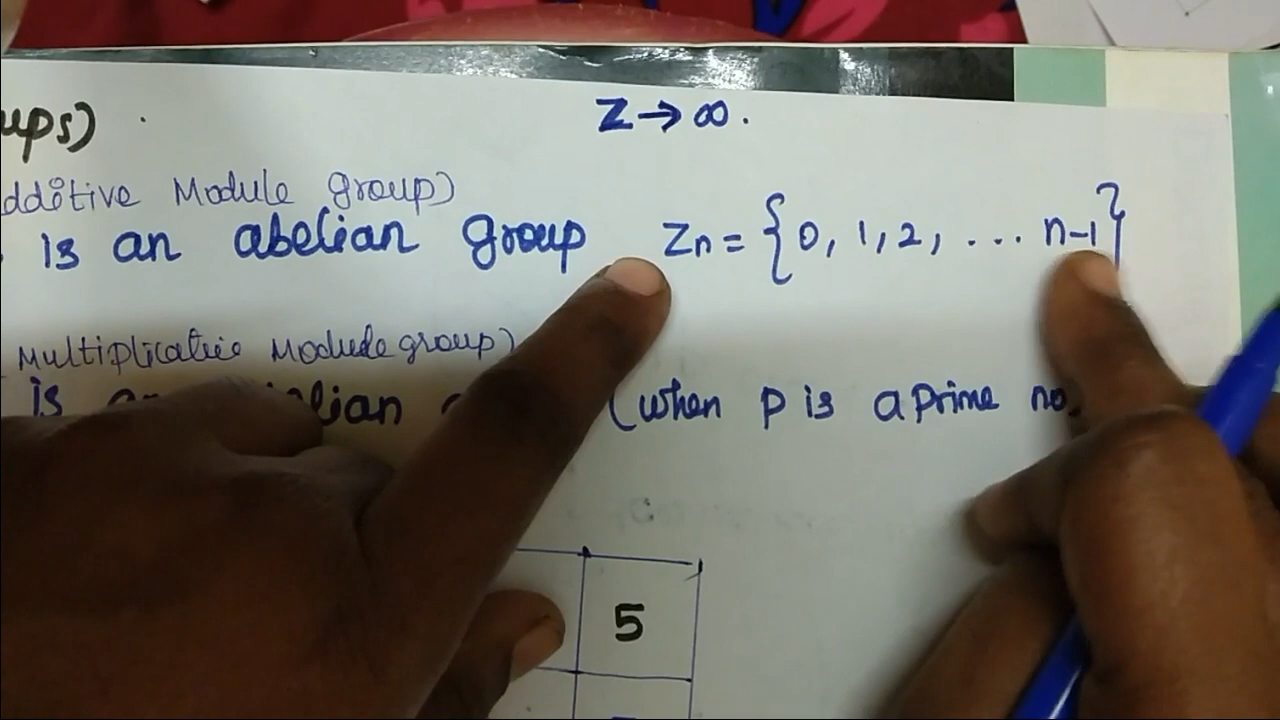 ups)
Z → ∞.
dditive Module group)
is an abelian group Zn = {0, 1, 2, ... n-1}
Multiplicative Module group)
is (when p is a prime no.
5